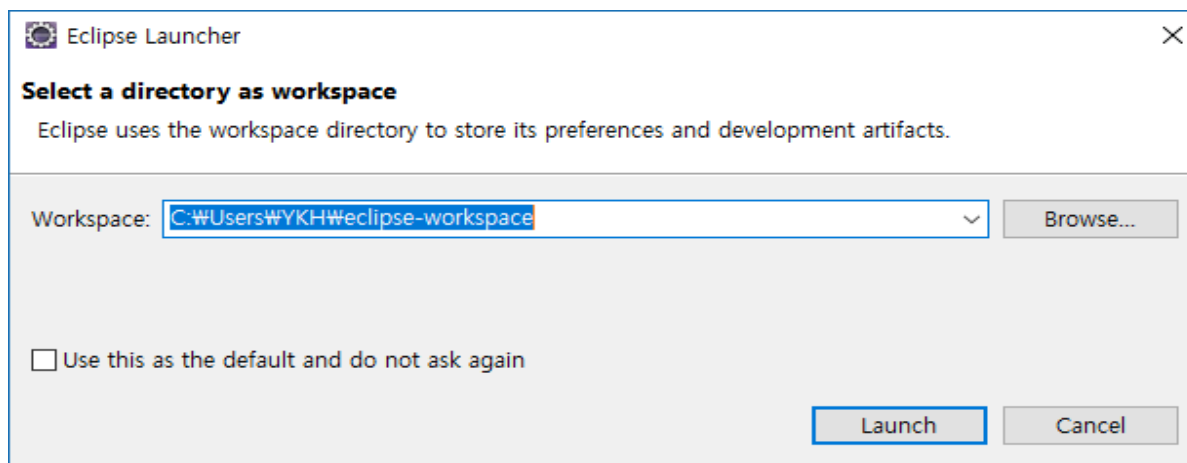 Eclipse Launcher
Select a directory as workspace
Eclipse uses the workspace directory to store its preferences and development artifacts.
Workspace: C:₩Users₩YKH₩eclipse-workspace Browse...
Use this as the default and do not ask again
Launch Cancel